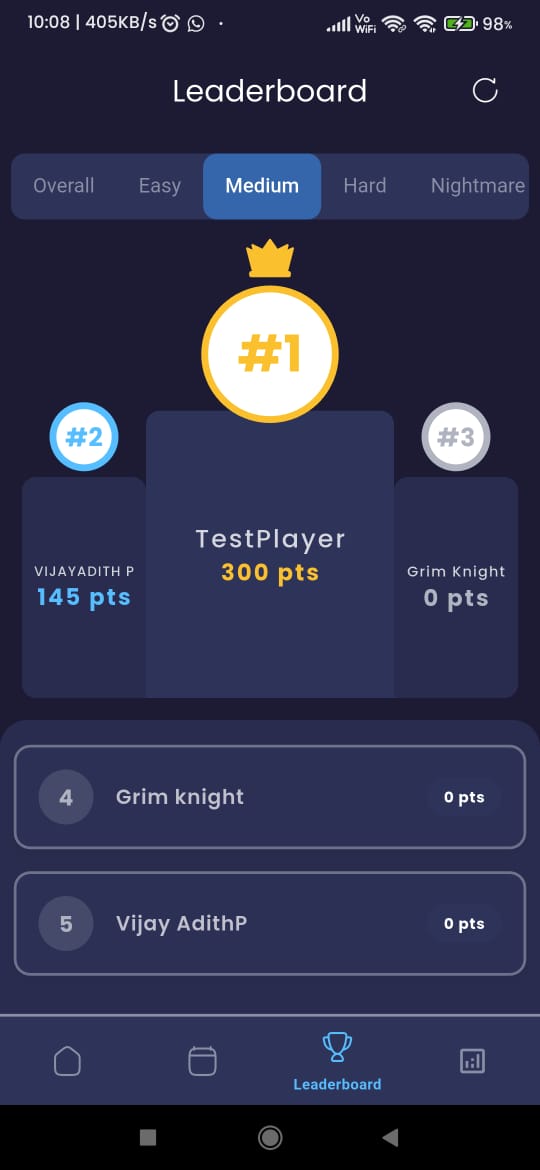 10:08 | 405KB/s
Vo
WiFi
98%
Leaderboard
Overall Easy Medium Hard Nightmare
#1
#2
#3
TestPlayer
300 pts
VIJAYADITH P
145 pts
Grim Knight
0 pts
4 Grim knight 0 pts
5 Vijay AdithP 0 pts
Leaderboard